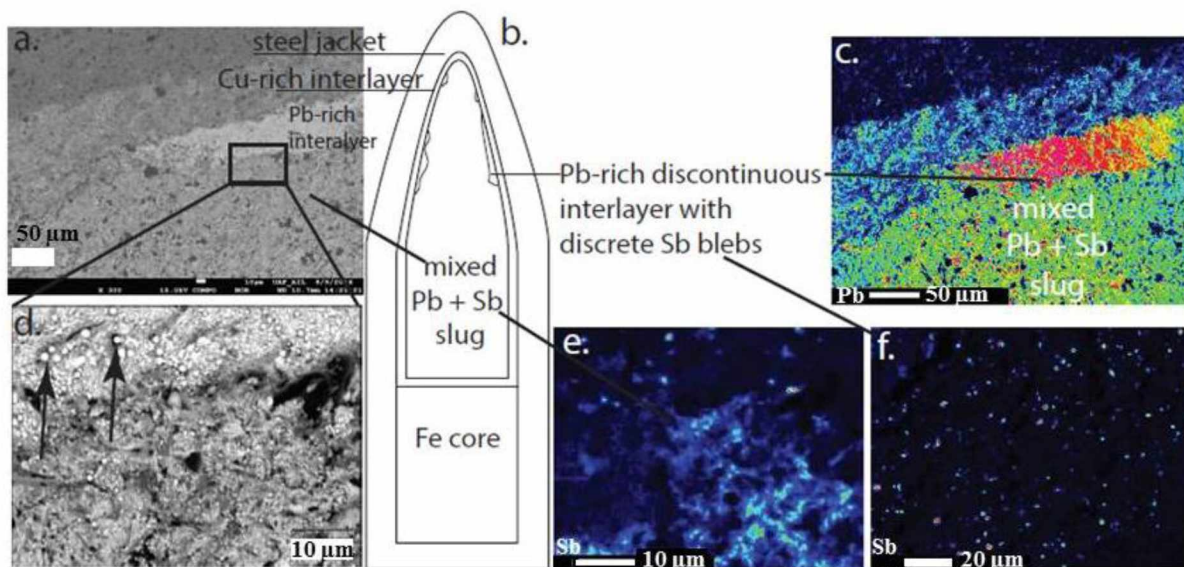 a.
steel jacket
Cu-rich interlayer
Pb-rich
interalyer
50 µm
b.
mixed
Pb + Sb
slug
Fe core
c.
Pb-rich discontinuous
interlayer with
discrete Sb blebs
mixed
Pb + Sb
slug
Pb 50 µm
d.
10 µm
e.
Sb 10 µm
f.
Sb 20 µm